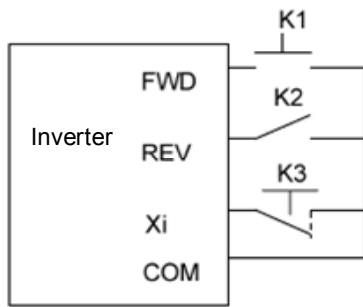 K1
FWD
K2
Inverter
REV
K3
Xi
COM